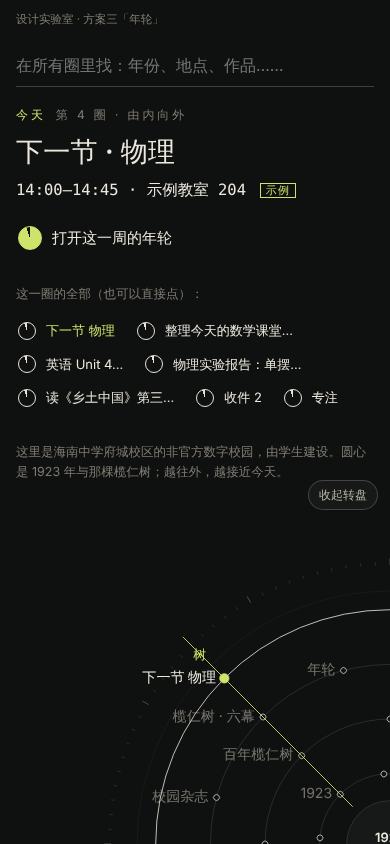 设计实验室 · 方案三「年轮」
在所有圈里找：年份、地点、作品……
今天 第 4 圈 · 由内向外
下一节 · 物理
14:00—14:45 · 示例教室 204 示例
打开这一周的年轮
这一圈的全部（也可以直接点）：
下一节 物理 整理今天的数学课堂…
英语 Unit 4… 物理实验报告：单摆…
读《乡土中国》第三… 收件 2 专注
这里是海南中学府城校区的非官方数字校园，由学生建设。圆心
是 1923 年与那棵榄仁树；越往外，越接近今天。
收起转盘
树
年轮
下一节 物理
榄仁树 · 六幕
百年榄仁树
1923
校园杂志
19